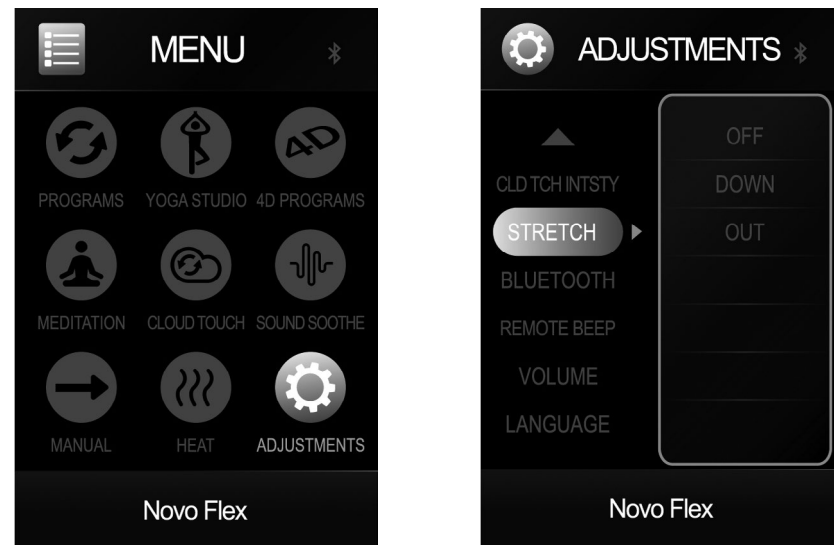 MENU
4D
PROGRAMS YOGA STUDIO 4D PROGRAMS
MEDITATION CLOUD TOUCH SOUND SOOTHE
MANUAL HEAT ADJUSTMENTS
Novo Flex
ADJUSTMENTS
CLD TCH INTSTY
STRETCH
BLUETOOTH
REMOTE BEEP
VOLUME
LANGUAGE
OFF
DOWN
OUT
Novo Flex